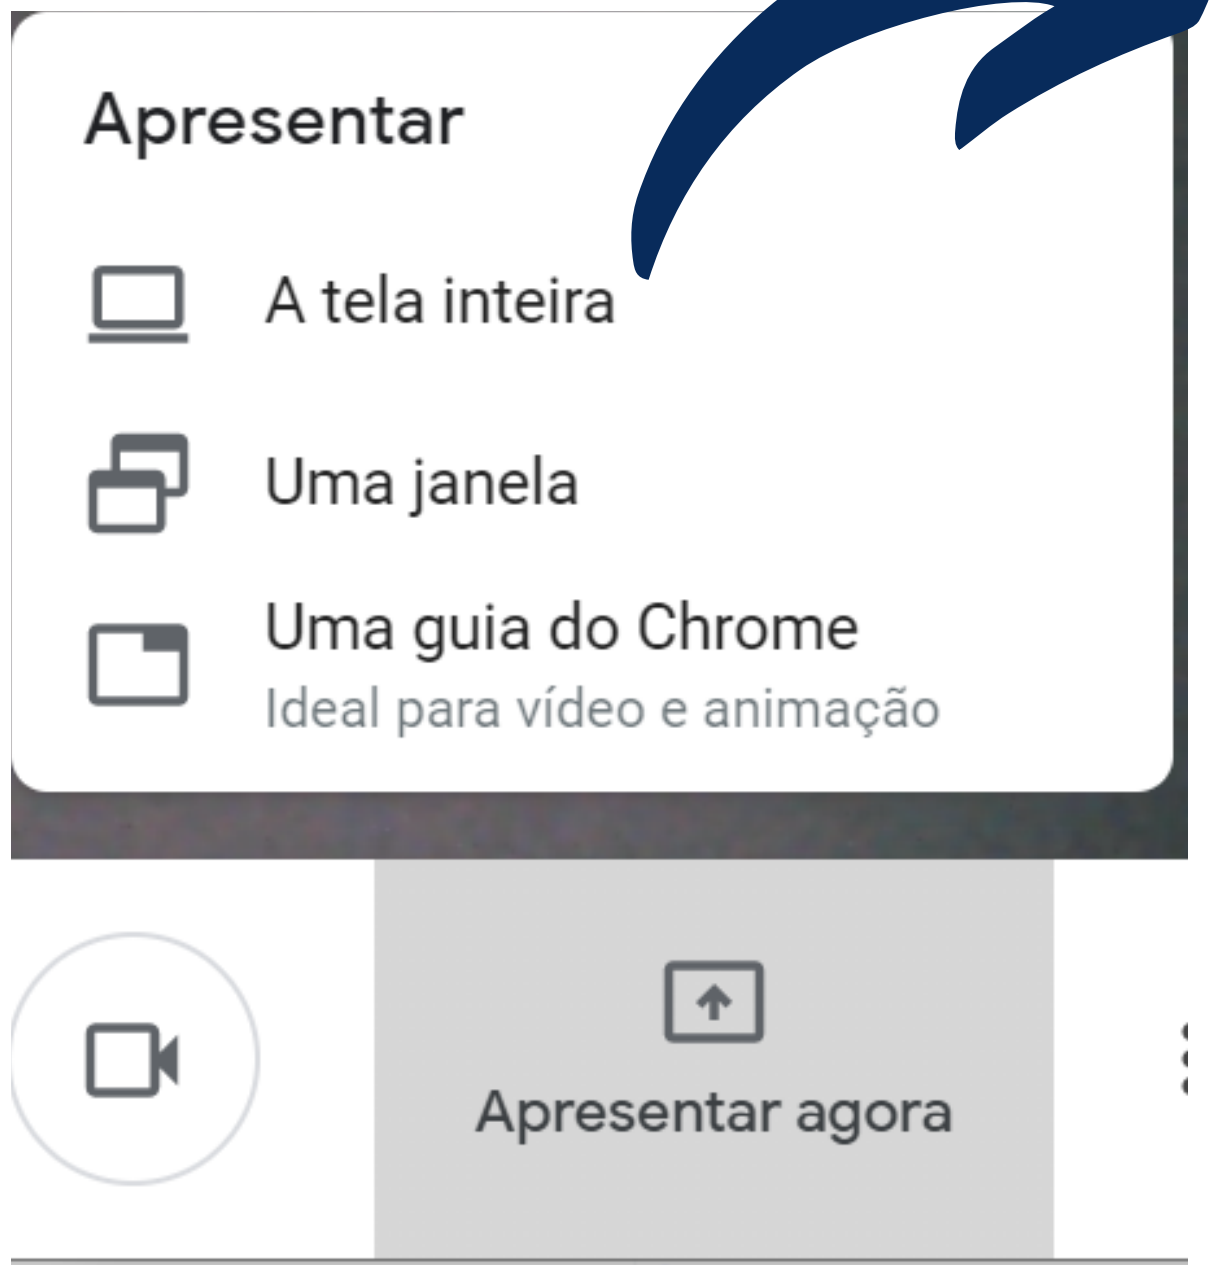 Apresentar
A tela inteira
Uma janela
Uma guia do Chrome
Ideal para vídeo e animação
Apresentar agora